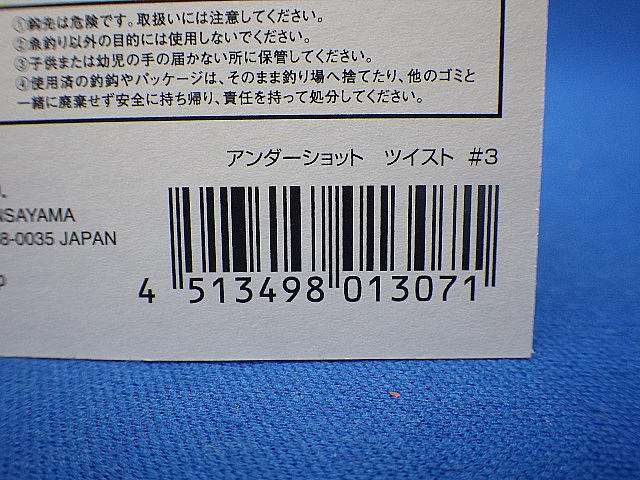 ①鈎先は危険です。取扱いには注意してください。
②魚釣り以外の目的には使用しないでください。
③子供または幼児の手の届かない所に保管してください。
④使用済の釣鈎やパッケージは、そのまま釣り場へ捨てたり、他のゴミと
一緒に廃棄せず安全に持ち帰り、責任を持って処分してください。
アンダーショット ツイスト #3
NSAYAMA
8-0035 JAPAN
4 513498 013071